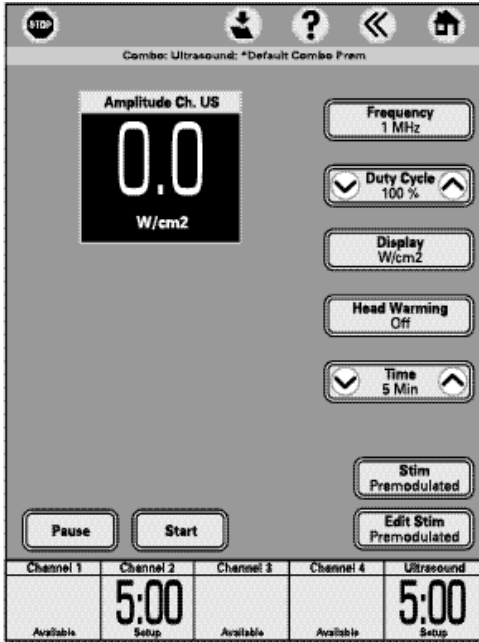 STOP
?
Combo: Ultrasound: *Default Combo Prem
Amplitude Ch. US
0.0
W/cm2
Frequency
1 MHz
Duty Cycle
100 %
Display
W/cm2
Head Warming
Off
Time
5 Min
Stim
Premodulated
Edit Stim
Premodulated
Pause
Start
Channel 1
Available
Channel 2
5:00
Setup
Channel 3
Available
Channel 4
Available
Ultrasound
5:00
Setup